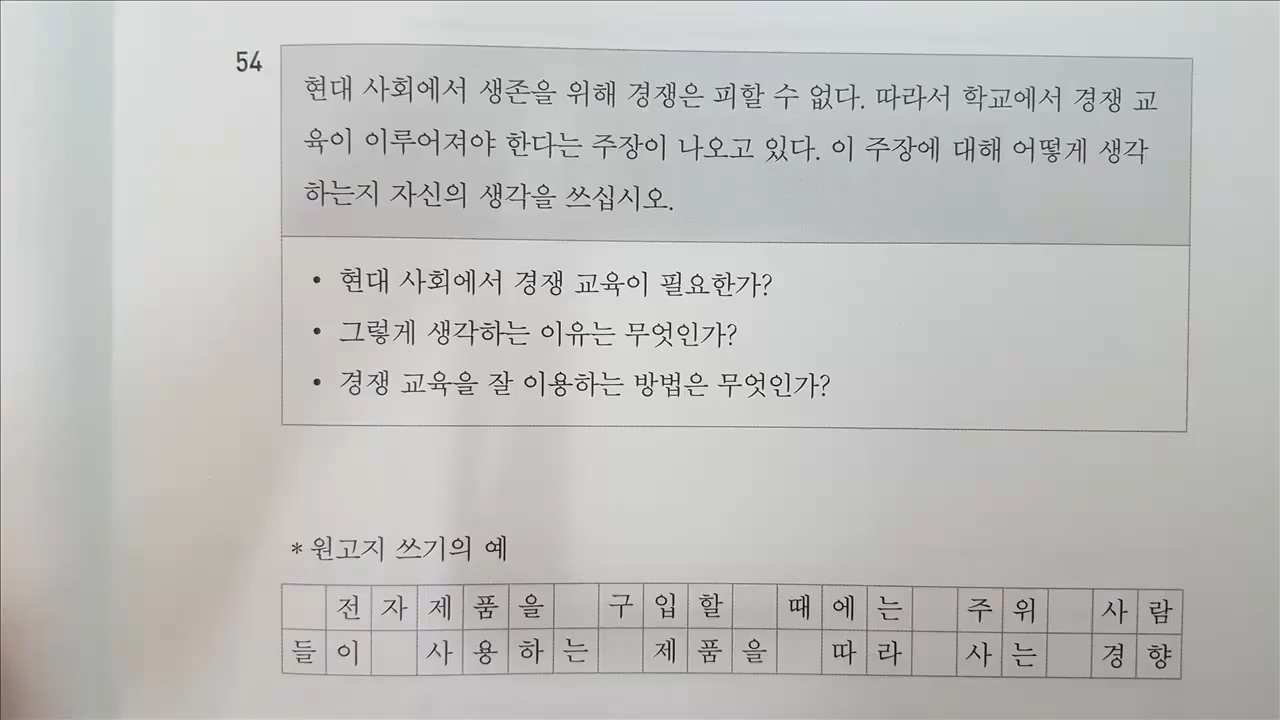 54
현대 사회에서 생존을 위해 경쟁은 피할 수 없다. 따라서 학교에서 경쟁 교
육이 이루어져야 한다는 주장이 나오고 있다. 이 주장에 대해 어떻게 생각
하는지 자신의 생각을 쓰십시오.
• 현대 사회에서 경쟁 교육이 필요한가?
• 그렇게 생각하는 이유는 무엇인가?
• 경쟁 교육을 잘 이용하는 방법은 무엇인가?
* 원고지 쓰기의 예
전자제품을 구입할 때에는 주위 사람
들이 사용하는 제품을 따라 사는 경향